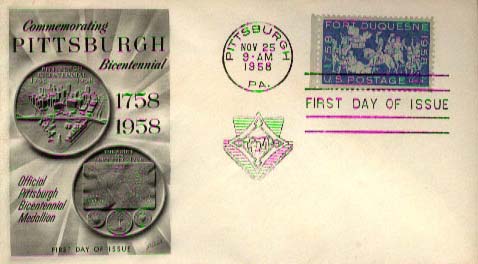 Commemorating
PITTSBURGH
Bicentennial
1758
1958
Official
Pittsburgh
Bicentennial
Medallion
FIRST DAY OF ISSUE
PITTSBURGH
NOV 25
9-AM
1958
PA.
FORT DUQUESNE
1758
1958
U.S. POSTAGE
FIRST DAY OF ISSUE